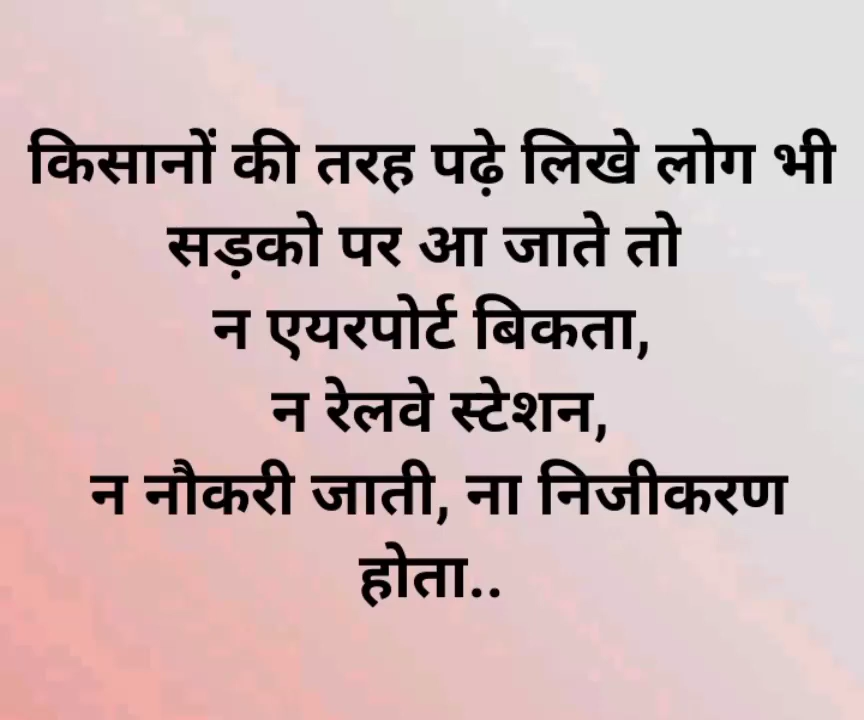 किसानों की तरह पढ़े लिखे लोग भी
सड़को पर आ जाते तो
न एयरपोर्ट बिकता,
न रेलवे स्टेशन,
न नौकरी जाती, ना निजीकरण
होता..